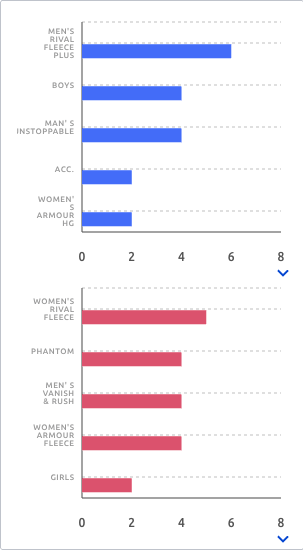 MEN'S
RIVAL
FLEECE
PLUS
BOYS
MAN' S
INSTOPPABLE
ACC.
WOMEN'
S
ARMOUR
HG
0 2 4 6 8
WOMEN'S
RIVAL
FLEECE
PHANTOM
MEN' S
VANISH
& RUSH
WOMEN'S
ARMOUR
FLEECE
GIRLS
0 2 4 6 8